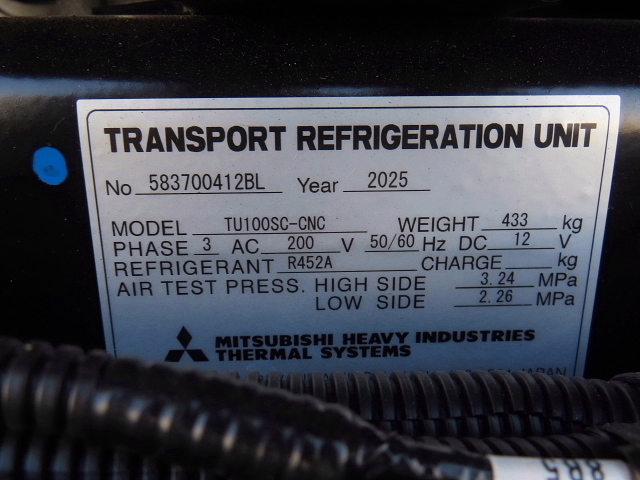 TRANSPORT REFRIGERATION UNIT
No 583700412BL Year 2025
MODEL TU100SC-CNC WEIGHT 433 kg
PHASE 3 AC 200 V 50/60 Hz DC 12 V
REFRIGERANT R452A CHARGE kg
AIR TEST PRESS. HIGH SIDE 3.24 MPa
LOW SIDE 2.26 MPa
MITSUBISHI HEAVY INDUSTRIES
THERMAL SYSTEMS
JAPAN